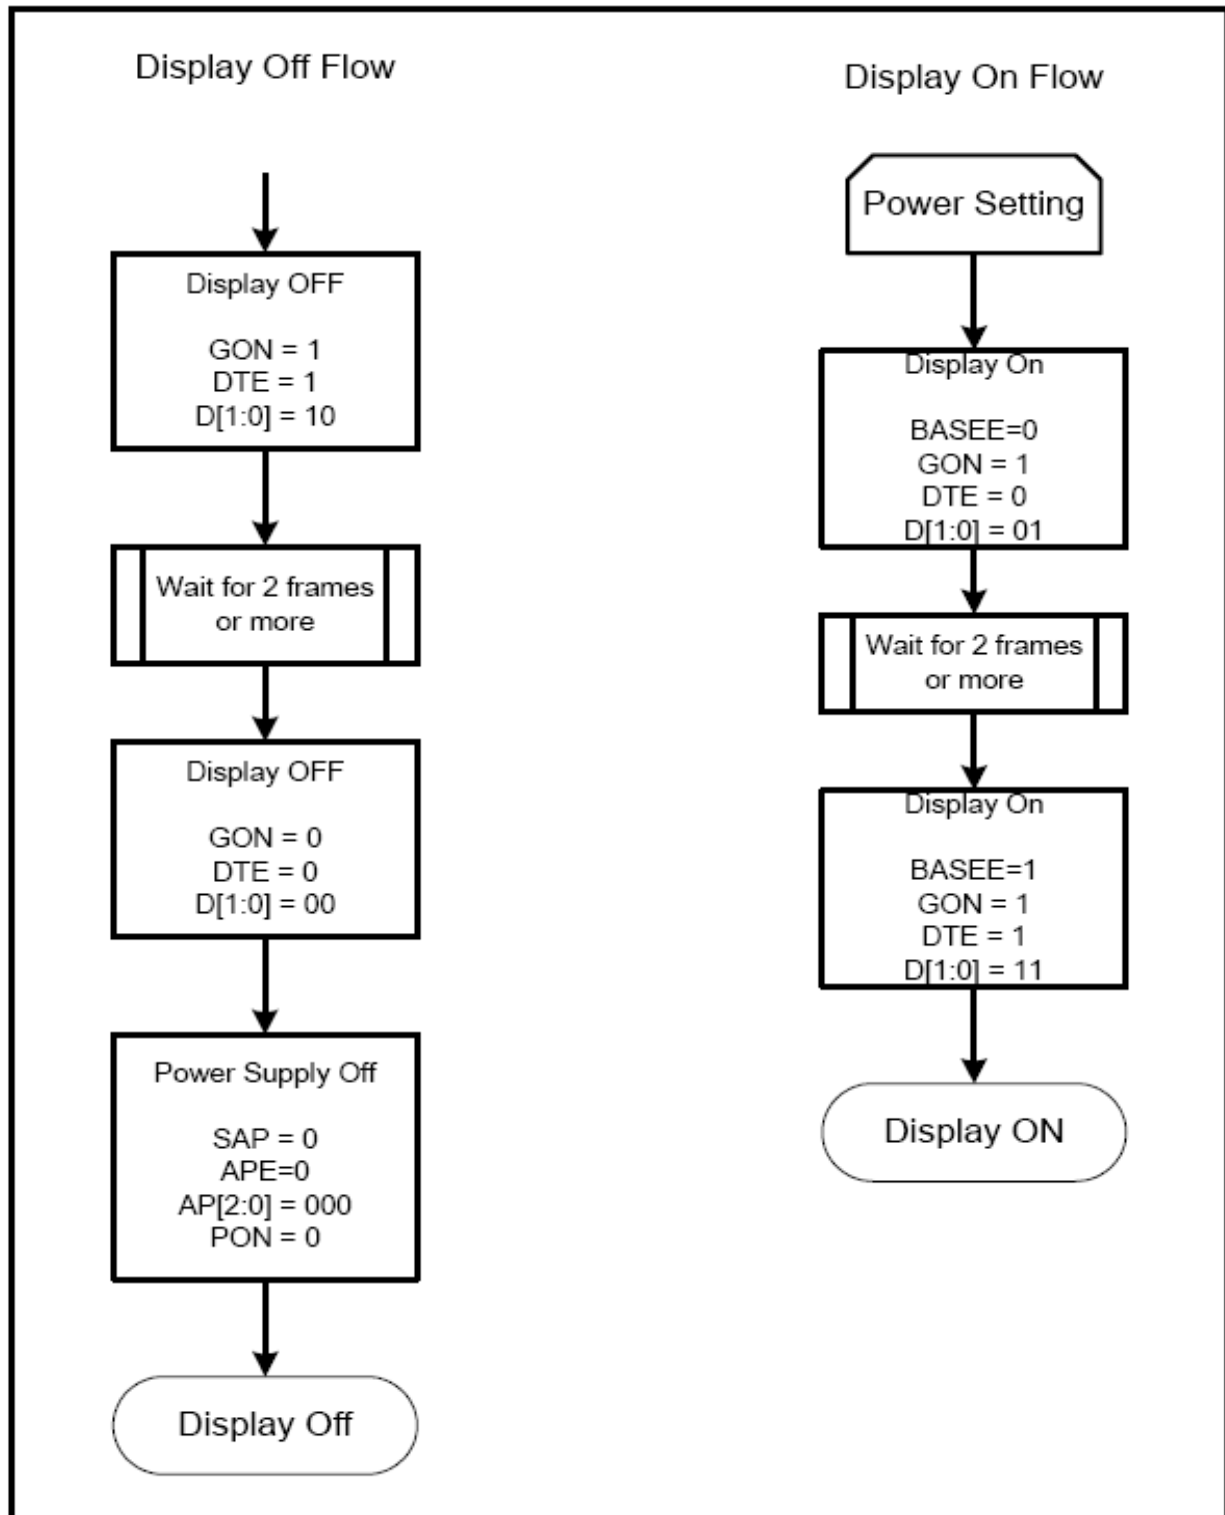 Display Off Flow
Display OFF
GON = 1
DTE = 1
D[1:0] = 10
Wait for 2 frames
or more
Display OFF
GON = 0
DTE = 0
D[1:0] = 00
Power Supply Off
SAP = 0
APE=0
AP[2:0] = 000
PON = 0
Display Off
Display On Flow
Power Setting
Display On
BASEE=0
GON = 1
DTE = 0
D[1:0] = 01
Wait for 2 frames
or more
Display On
BASEE=1
GON = 1
DTE = 1
D[1:0] = 11
Display ON